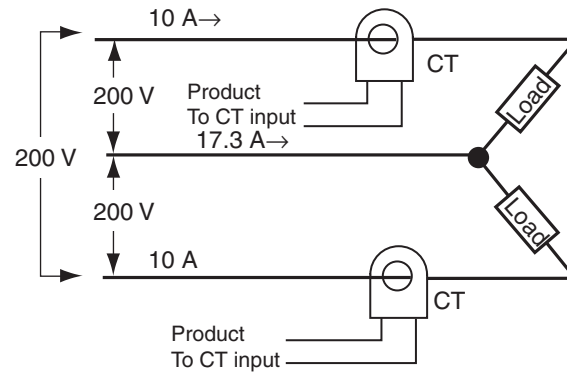 10 A→
CT
200 V
Product
To CT input
17.3 A→
200 V
200 V
10 A
CT
Product
To CT input
Load
Load